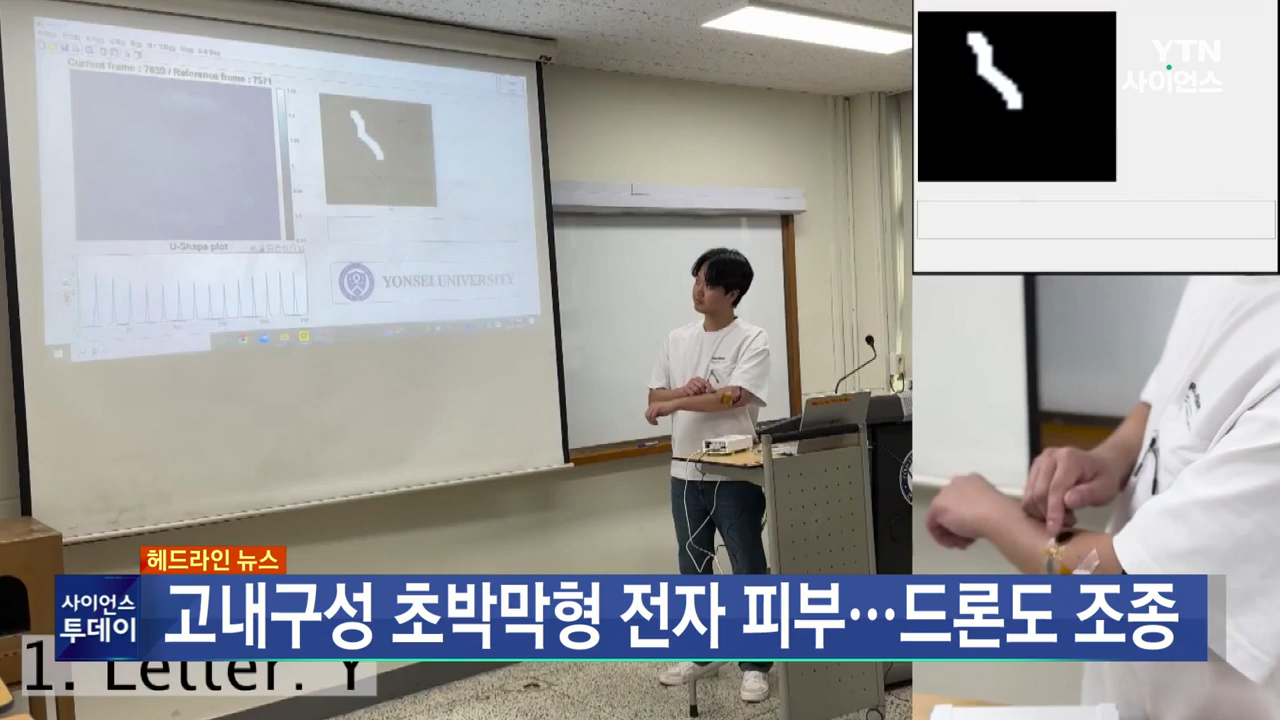 Current frame : 7639 / Reference frame : 7571
U-Shape plot
YONSEI UNIVERSITY
YTN
사이언스
헤드라인 뉴스
사이언스
투데이
고내구성 초박막형 전자 피부…드론도 조종
1. Letter: Y